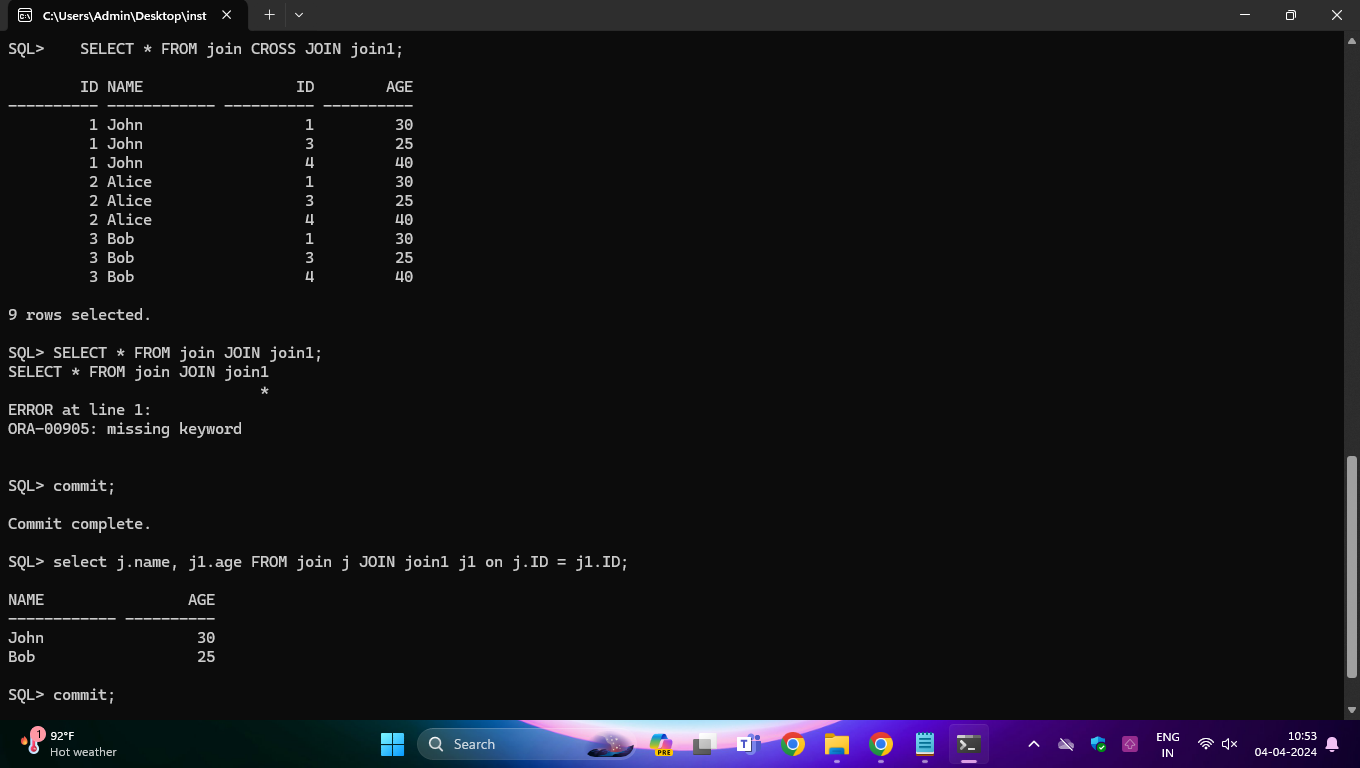 C:\Users\Admin\Desktop\inst
SQL>    SELECT * FROM join CROSS JOIN join1;
        ID NAME                 ID        AGE
---------- ------------ ---------- ----------
         1 John                  1         30
         1 John                  3         25
         1 John                  4         40
         2 Alice                 1         30
         2 Alice                 3         25
         2 Alice                 4         40
         3 Bob                   1         30
         3 Bob                   3         25
         3 Bob                   4         40
9 rows selected.
SQL> SELECT * FROM join JOIN join1;
SELECT * FROM join JOIN join1
                            *
ERROR at line 1:
ORA-00905: missing keyword
SQL> commit;
Commit complete.
SQL> select j.name, j1.age FROM join j JOIN join1 j1 on j.ID = j1.ID;
NAME                AGE
------------ ----------
John                 30
Bob                  25
SQL> commit;
1
92°F
Hot weather
Search
PRE
T
ENG
IN
10:53
04-04-2024